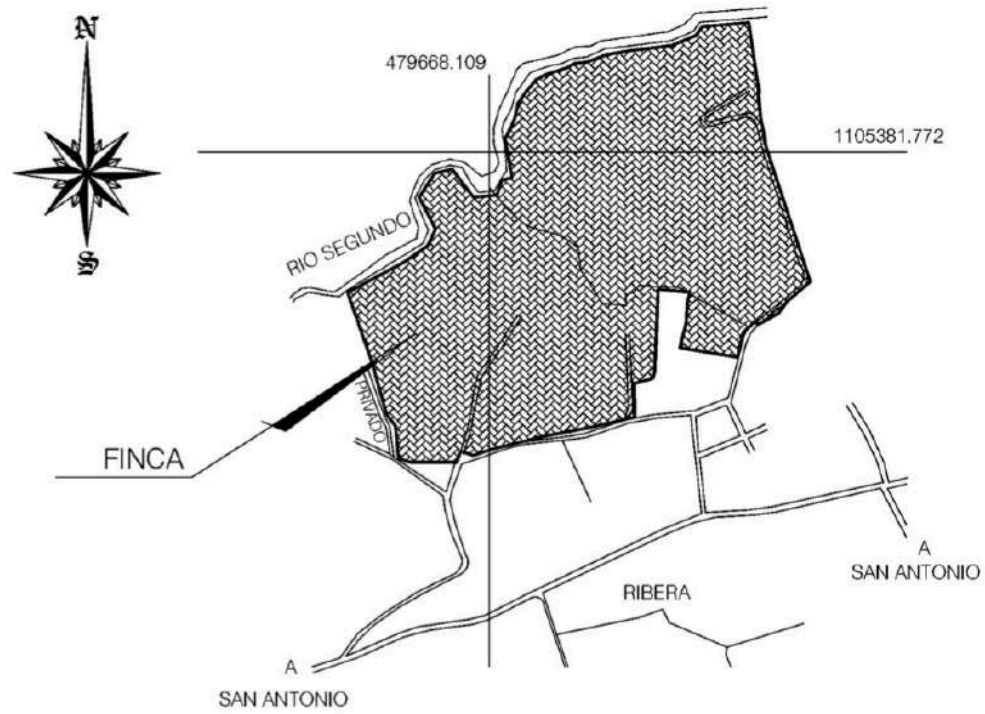 N
479668.109
1105381.772
S
RIO SEGUNDO
PRIVADO
FINCA
A
SAN ANTONIO
RIBERA
A
SAN ANTONIO